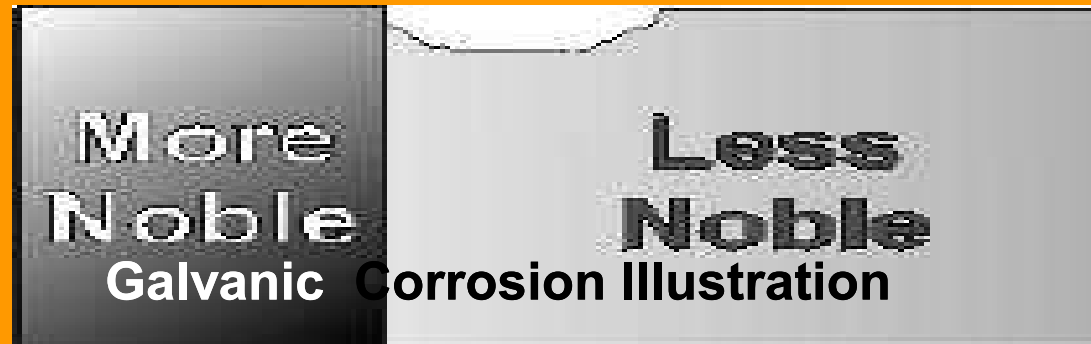 More
Noble
Less
Noble
Galvanic Corrosion Illustration